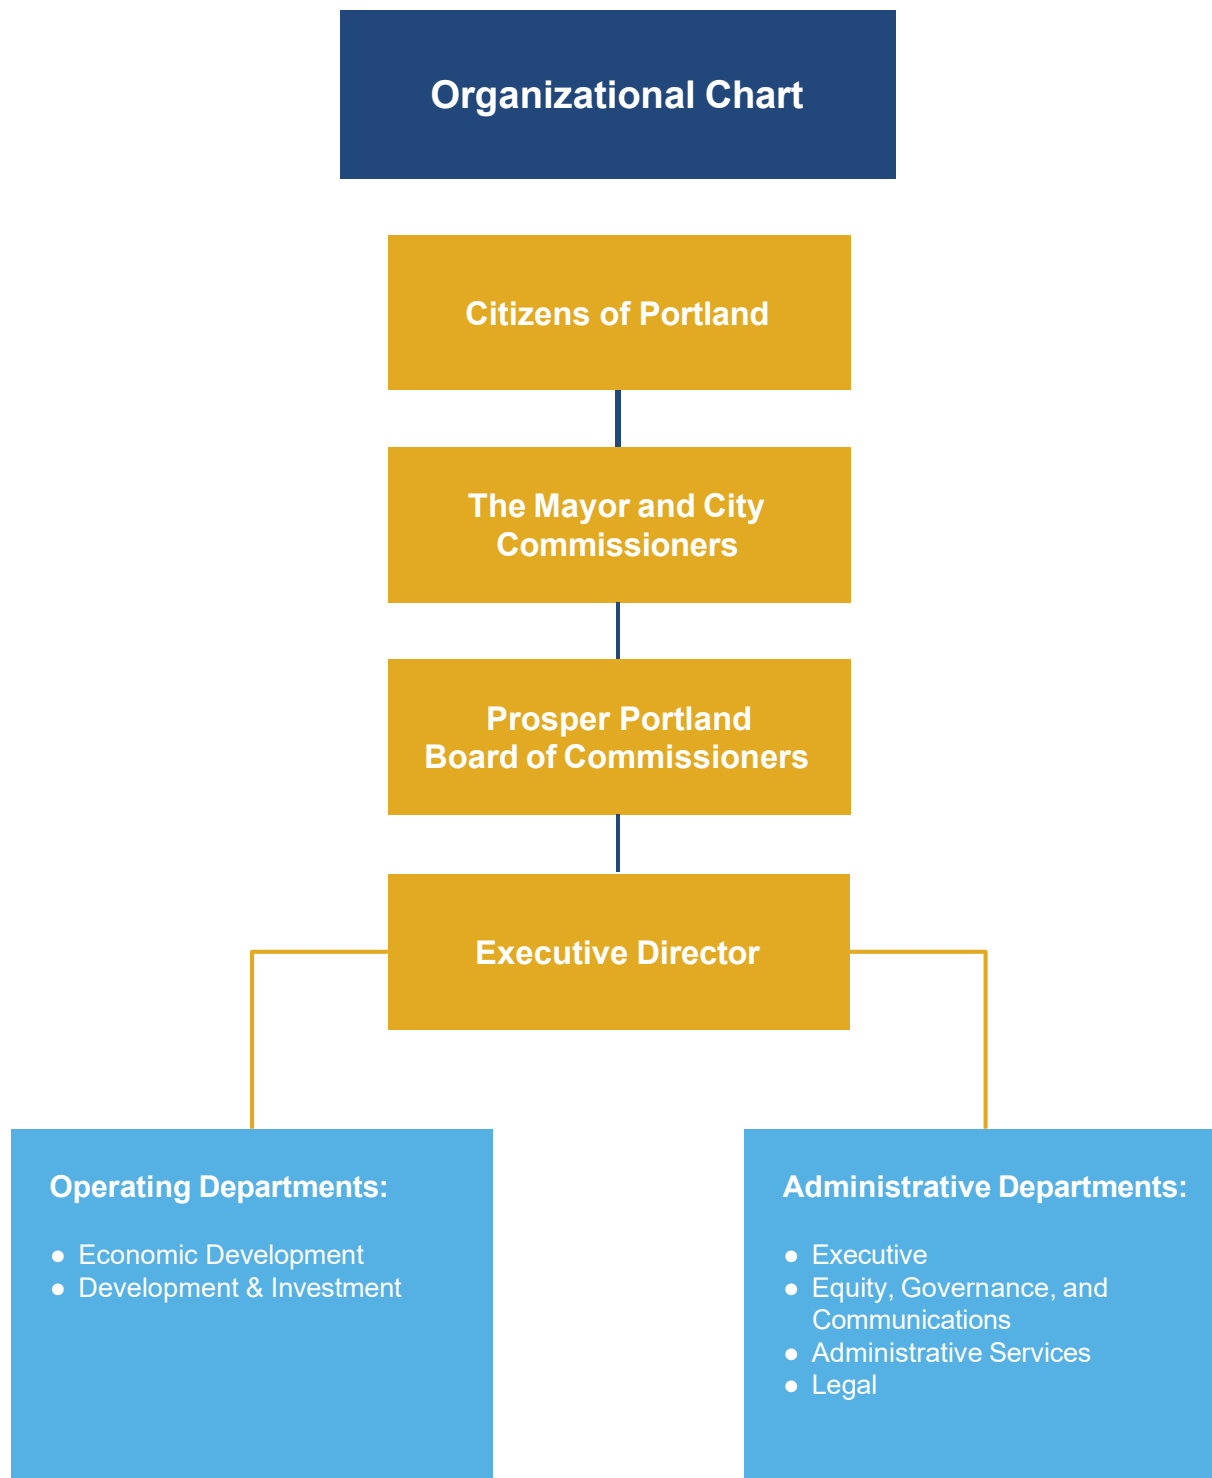 Organizational Chart
Citizens of Portland
The Mayor and City
Commissioners
Prosper Portland
Board of Commissioners
Executive Director
Operating Departments:
● Economic Development
● Development & Investment
Administrative Departments:
● Executive
● Equity, Governance, and
Communications
● Administrative Services
● Legal